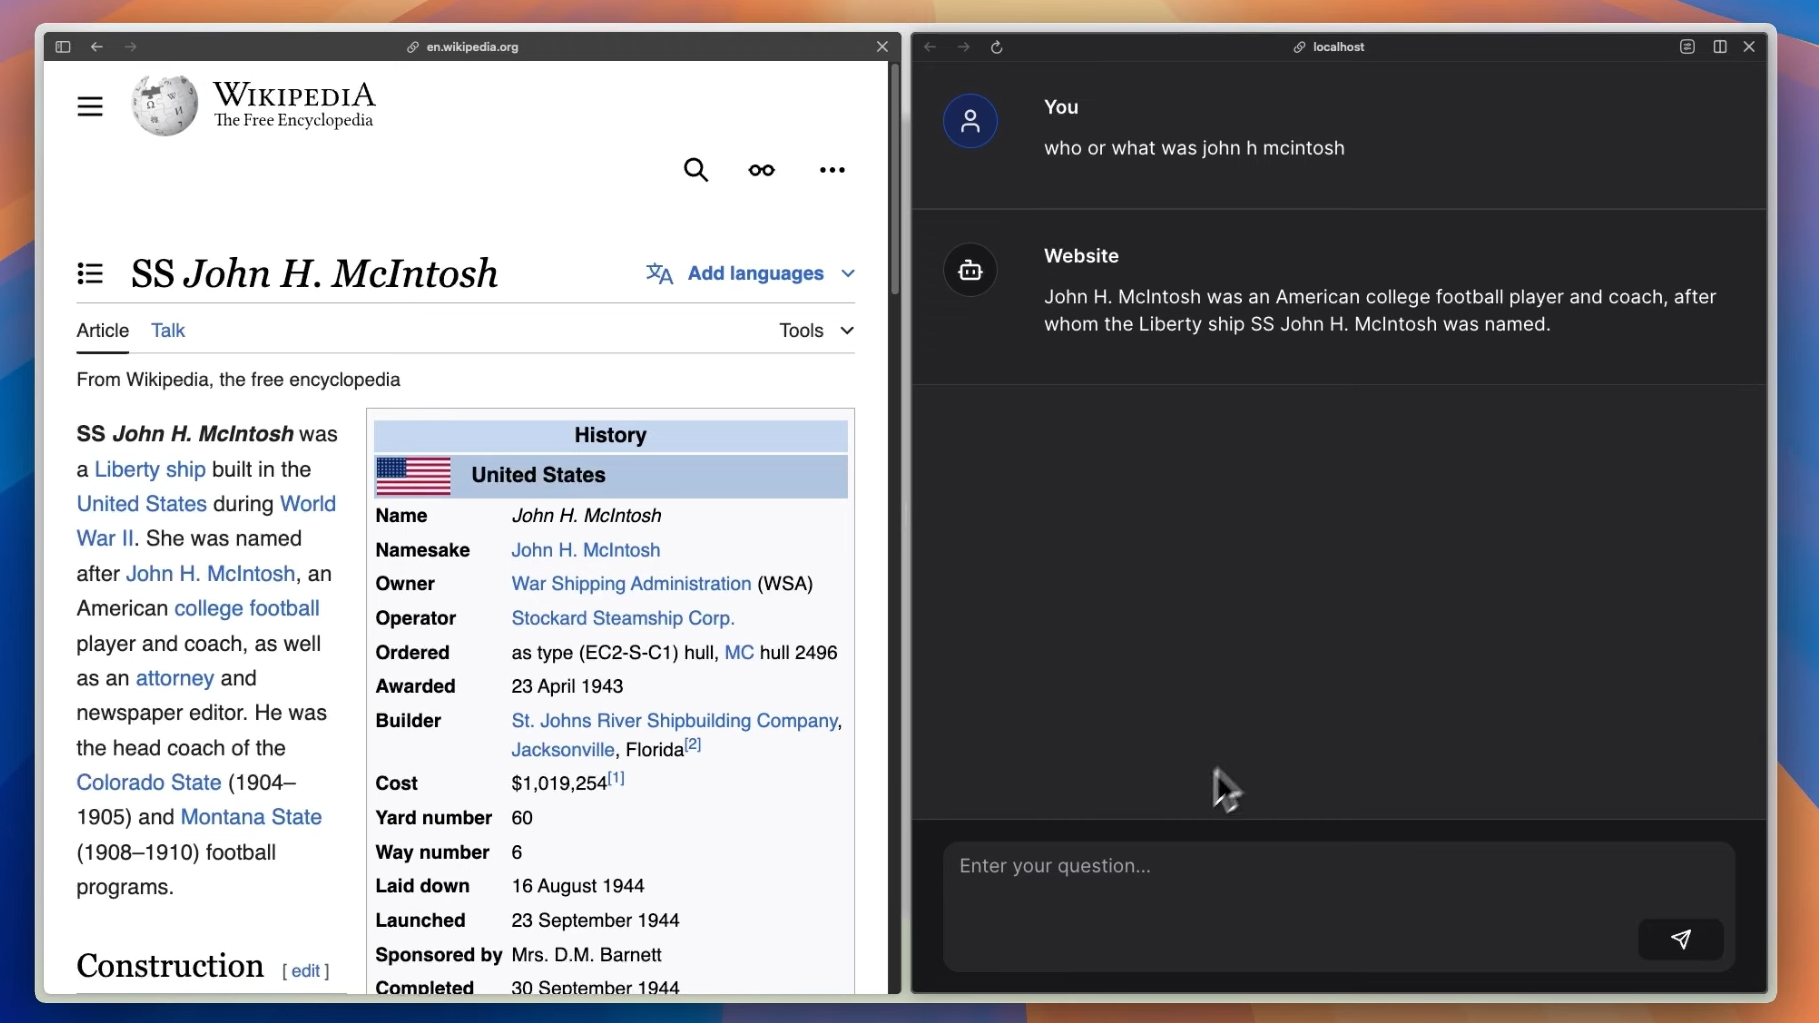 en.wikipedia.org
WIKIPEDIA
The Free Encyclopedia
SS John H. McIntosh
Add languages
Article Talk
Tools
From Wikipedia, the free encyclopedia
SS John H. McIntosh was
a Liberty ship built in the
United States during World
War II. She was named
after John H. McIntosh, an
American college football
player and coach, as well
as an attorney and
newspaper editor. He was
the head coach of the
Colorado State (1904–
1905) and Montana State
(1908–1910) football
programs.
Construction [ edit ]
History
United States
Name John H. McIntosh
Namesake John H. McIntosh
Owner War Shipping Administration (WSA)
Operator Stockard Steamship Corp.
Ordered as type (EC2-S-C1) hull, MC hull 2496
Awarded 23 April 1943
Builder St. Johns River Shipbuilding Company,
Jacksonville, Florida[2]
Cost $1,019,254[1]
Yard number 60
Way number 6
Laid down 16 August 1944
Launched 23 September 1944
Sponsored by Mrs. D.M. Barnett
Completed 30 September 1944
localhost
You
who or what was john h mcintosh
Website
John H. McIntosh was an American college football player and coach, after
whom the Liberty ship SS John H. McIntosh was named.
Enter your question...